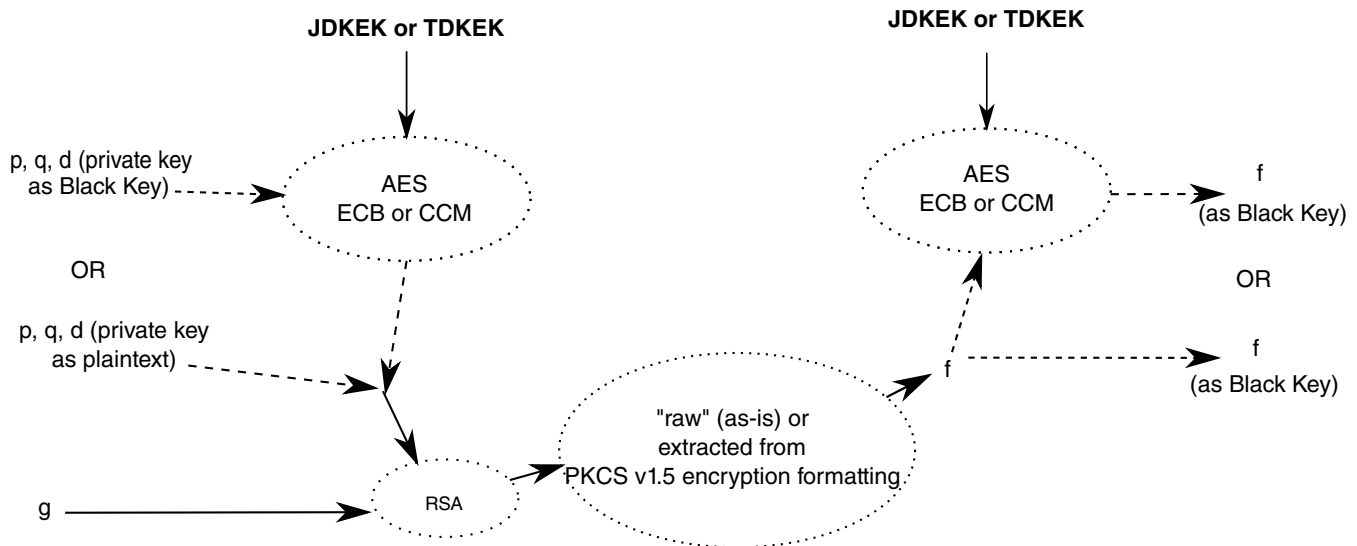 JDKEK or TDKEK
JDKEK or TDKEK
p, q, d (private key
as Black Key)
AES
ECB or CCM
AES
ECB or CCM
f
(as Black Key)
OR
OR
p, q, d (private key
as plaintext)
f
f
(as Black Key)
"raw" (as-is) or
extracted from
PKCS v1.5 encryption formatting
g
RSA